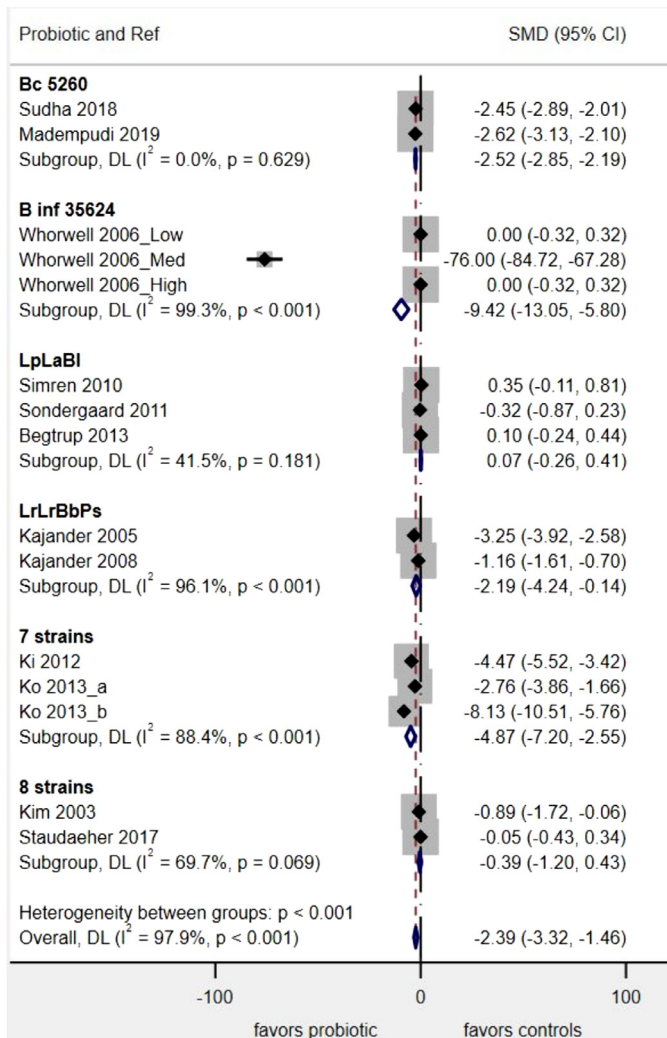 Probiotic and Ref SMD (95% CI)
Bc 5260
Sudha 2018 -2.45 (-2.89, -2.01)
Madempudi 2019 -2.62 (-3.13, -2.10)
Subgroup, DL (I² = 0.0%, p = 0.629) -2.52 (-2.85, -2.19)
B inf 35624
Whorwell 2006_Low 0.00 (-0.32, 0.32)
Whorwell 2006_Med -76.00 (-84.72, -67.28)
Whorwell 2006_High 0.00 (-0.32, 0.32)
Subgroup, DL (I² = 99.3%, p < 0.001) -9.42 (-13.05, -5.80)
LpLaBl
Simren 2010 0.35 (-0.11, 0.81)
Sondergaard 2011 -0.32 (-0.87, 0.23)
Begtrup 2013 0.10 (-0.24, 0.44)
Subgroup, DL (I² = 41.5%, p = 0.181) 0.07 (-0.26, 0.41)
LrLrBbPs
Kajander 2005 -3.25 (-3.92, -2.58)
Kajander 2008 -1.16 (-1.61, -0.70)
Subgroup, DL (I² = 96.1%, p < 0.001) -2.19 (-4.24, -0.14)
7 strains
Ki 2012 -4.47 (-5.52, -3.42)
Ko 2013_a -2.76 (-3.86, -1.66)
Ko 2013_b -8.13 (-10.51, -5.76)
Subgroup, DL (I² = 88.4%, p < 0.001) -4.87 (-7.20, -2.55)
8 strains
Kim 2003 -0.89 (-1.72, -0.06)
Staudaeher 2017 -0.05 (-0.43, 0.34)
Subgroup, DL (I² = 69.7%, p = 0.069) -0.39 (-1.20, 0.43)
Heterogeneity between groups: p < 0.001
Overall, DL (I² = 97.9%, p < 0.001) -2.39 (-3.32, -1.46)
-100 0 100
favors probiotic favors controls